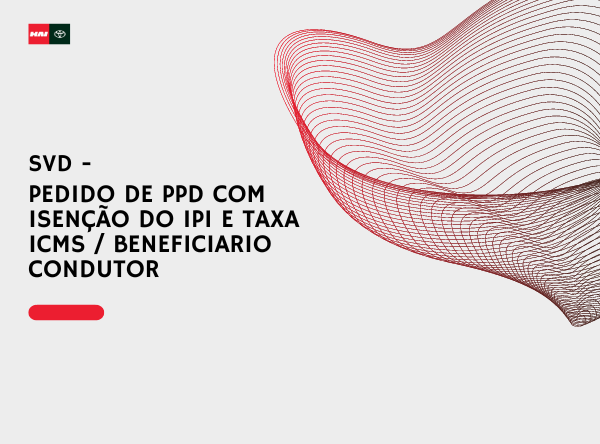 SVD -
PEDIDO DE PPD COM
ISENÇÃO DO IPI E TAXA
ICMS / BENEFICIARIO
CONDUTOR